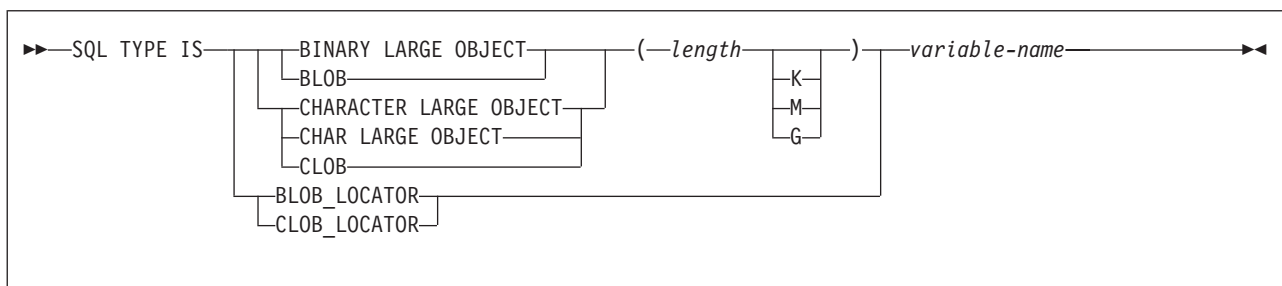 SQL TYPE IS BINARY LARGE OBJECT ( length ) variable-name
BLOB K
CHARACTER LARGE OBJECT M
CHAR LARGE OBJECT G
CLOB
BLOB_LOCATOR
CLOB_LOCATOR